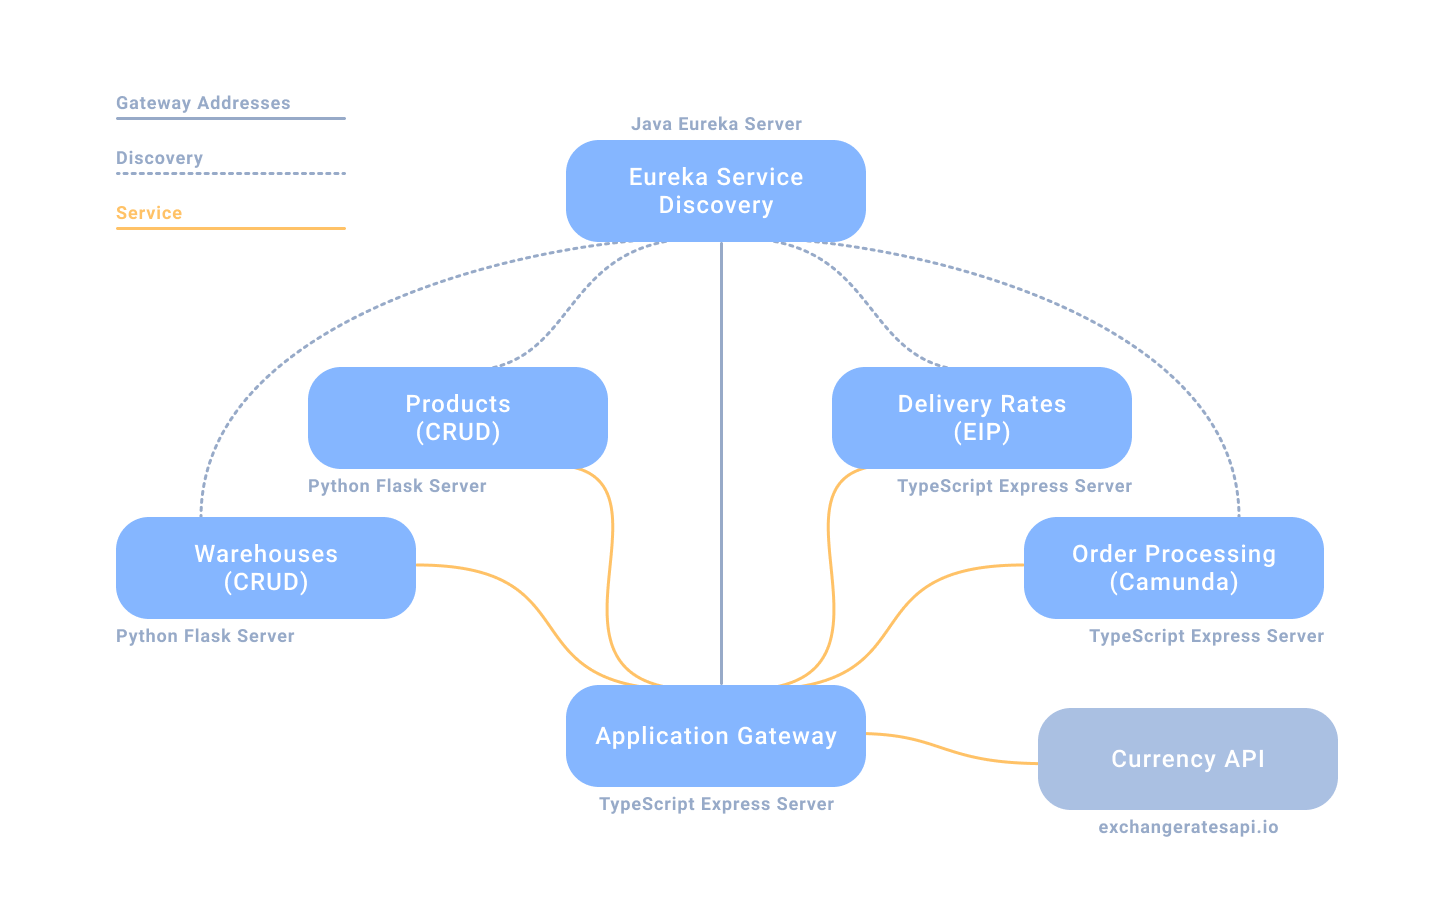 Gateway Addresses
Discovery
Service
Java Eureka Server
Eureka Service
Discovery
Products
(CRUD)
Python Flask Server
Delivery Rates
(EIP)
TypeScript Express Server
Warehouses
(CRUD)
Python Flask Server
Order Processing
(Camunda)
TypeScript Express Server
Application Gateway
TypeScript Express Server
Currency API
exchangeratesapi.io